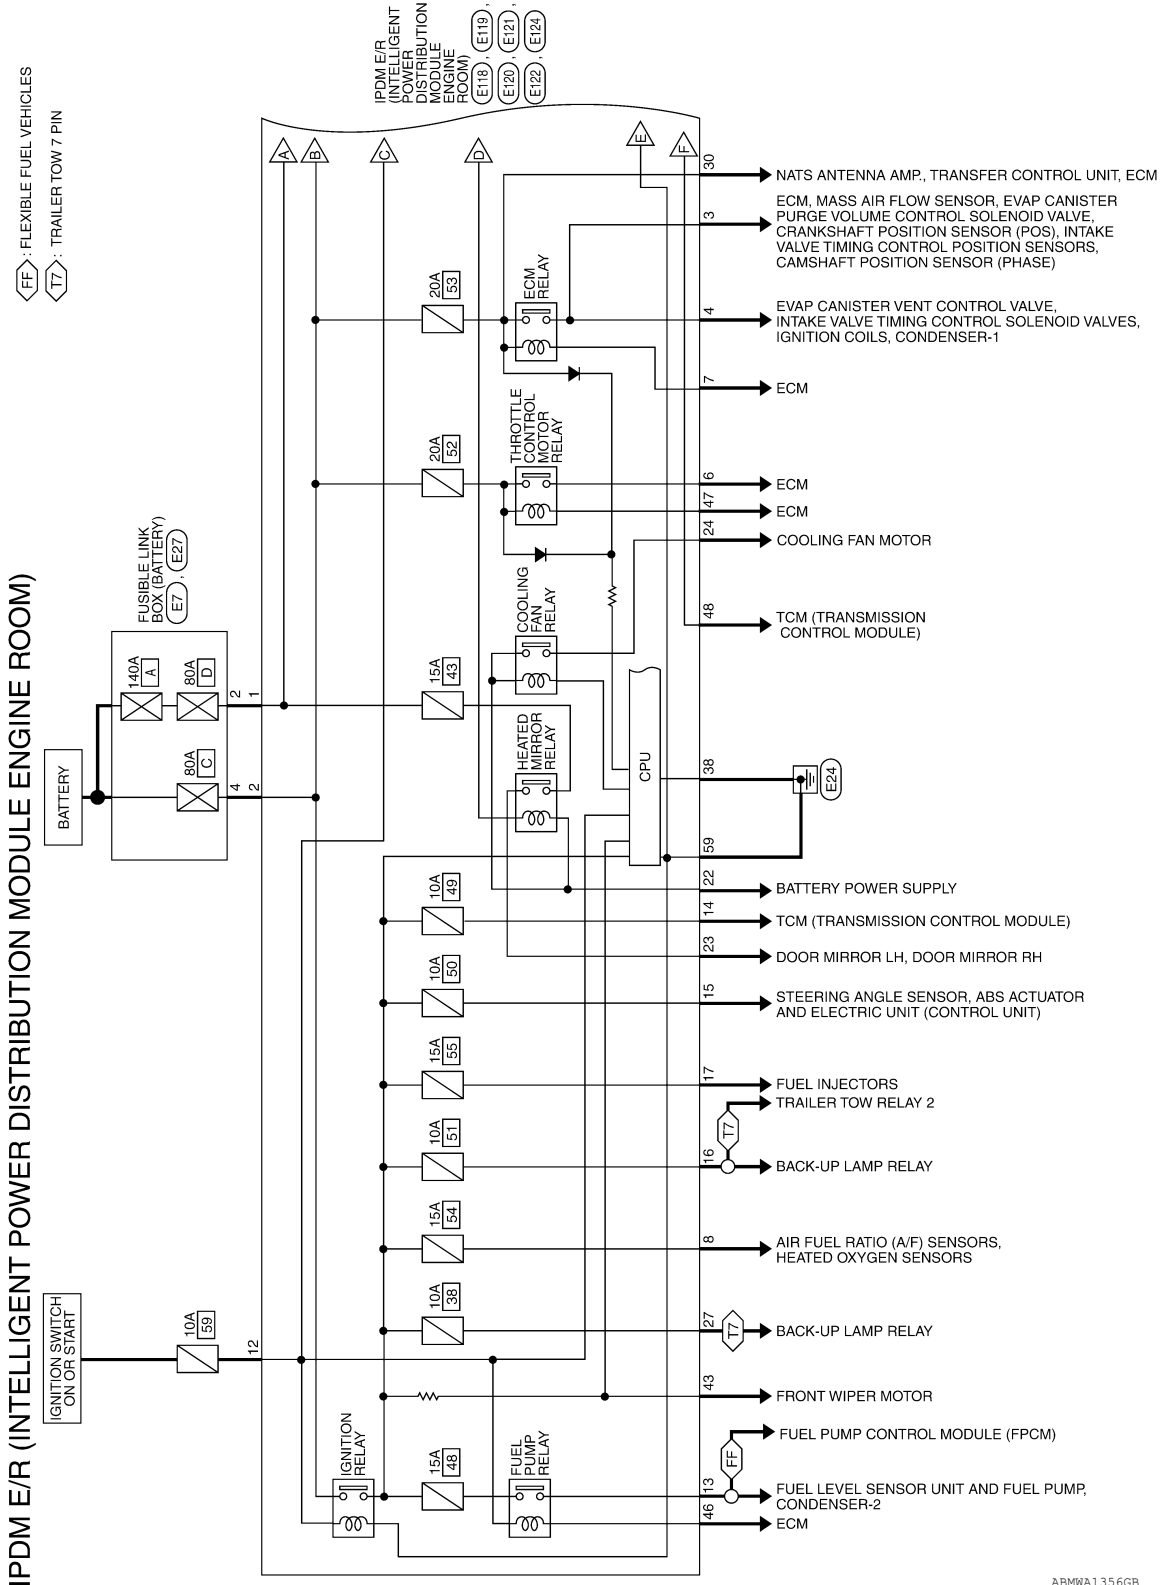 IPDM E/R (INTELLIGENT POWER DISTRIBUTION MODULE ENGINE ROOM)
FF : FLEXIBLE FUEL VEHICLES
T7 : TRAILER TOW 7 PIN
IPDM E/R
(INTELLIGENT
POWER
DISTRIBUTION
MODULE
ENGINE
ROOM)
E118 , E119 ,
E120 , E121 ,
E122 , E124
A
B
C
D
E
F
30
NATS ANTENNA AMP., TRANSFER CONTROL UNIT, ECM
3
ECM, MASS AIR FLOW SENSOR, EVAP CANISTER
PURGE VOLUME CONTROL SOLENOID VALVE,
CRANKSHAFT POSITION SENSOR (POS), INTAKE
VALVE TIMING CONTROL POSITION SENSORS,
CAMSHAFT POSITION SENSOR (PHASE)
20A
53
ECM
RELAY
4
EVAP CANISTER VENT CONTROL VALVE,
INTAKE VALVE TIMING CONTROL SOLENOID VALVES,
IGNITION COILS, CONDENSER-1
7
ECM
20A
52
THROTTLE
CONTROL
MOTOR
RELAY
6
ECM
47
ECM
24
COOLING FAN MOTOR
FUSIBLE LINK
BOX (BATTERY)
E7 , E27
BATTERY
140A
A
80A
D
2
1
80A
C
4
2
15A
43
COOLING
FAN
RELAY
48
TCM (TRANSMISSION
CONTROL MODULE)
HEATED
MIRROR
RELAY
CPU
38
E24
59
22
BATTERY POWER SUPPLY
10A
49
14
TCM (TRANSMISSION CONTROL MODULE)
23
DOOR MIRROR LH, DOOR MIRROR RH
10A
50
15
STEERING ANGLE SENSOR, ABS ACTUATOR
AND ELECTRIC UNIT (CONTROL UNIT)
15A
55
17
FUEL INJECTORS
TRAILER TOW RELAY 2
T7
10A
51
16
BACK-UP LAMP RELAY
15A
54
8
AIR FUEL RATIO (A/F) SENSORS,
HEATED OXYGEN SENSORS
10A
38
27
T7
BACK-UP LAMP RELAY
IGNITION SWITCH
ON OR START
10A
59
12
43
FRONT WIPER MOTOR
IGNITION
RELAY
15A
48
FUEL
PUMP
RELAY
FUEL PUMP CONTROL MODULE (FPCM)
FF
13
FUEL LEVEL SENSOR UNIT AND FUEL PUMP,
CONDENSER-2
46
ECM
ABMWA1356GB